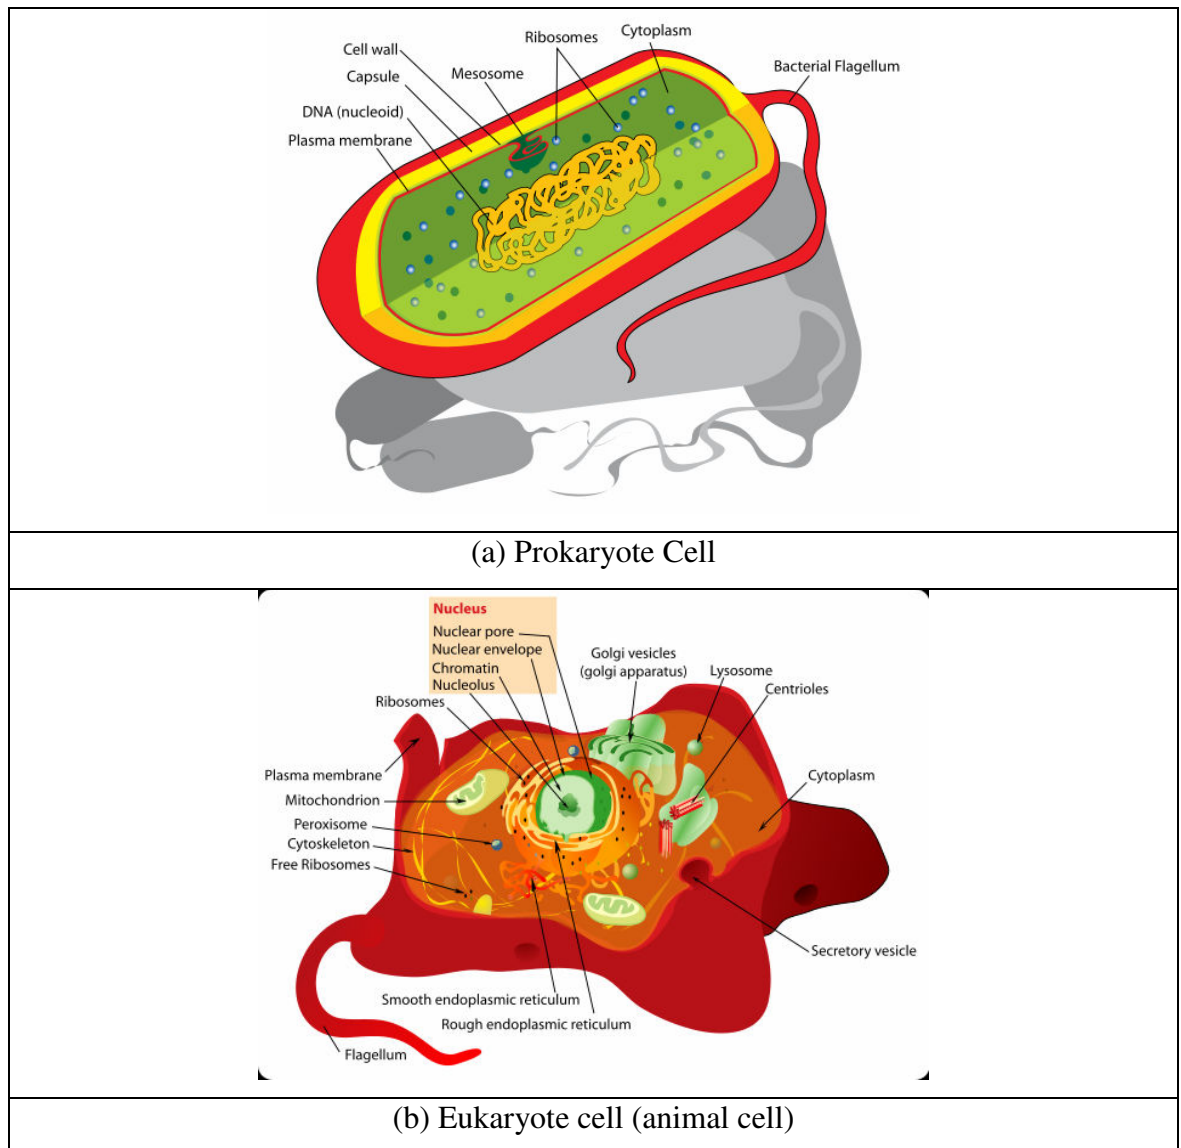 Cell wall
Capsule
DNA (nucleoid)
Plasma membrane
Mesosome
Ribosomes
Cytoplasm
Bacterial Flagellum
(a) Prokaryote Cell
Nucleus
Nuclear pore
Nuclear envelope
Chromatin
Nucleolus
Ribosomes
Golgi vesicles
(golgi apparatus)
Lysosome
Centrioles
Plasma membrane
Mitochondrion
Peroxisome
Cytoskeleton
Free Ribosomes
Cytoplasm
Secretory vesicle
Smooth endoplasmic reticulum
Rough endoplasmic reticulum
Flagellum
(b) Eukaryote cell (animal cell)